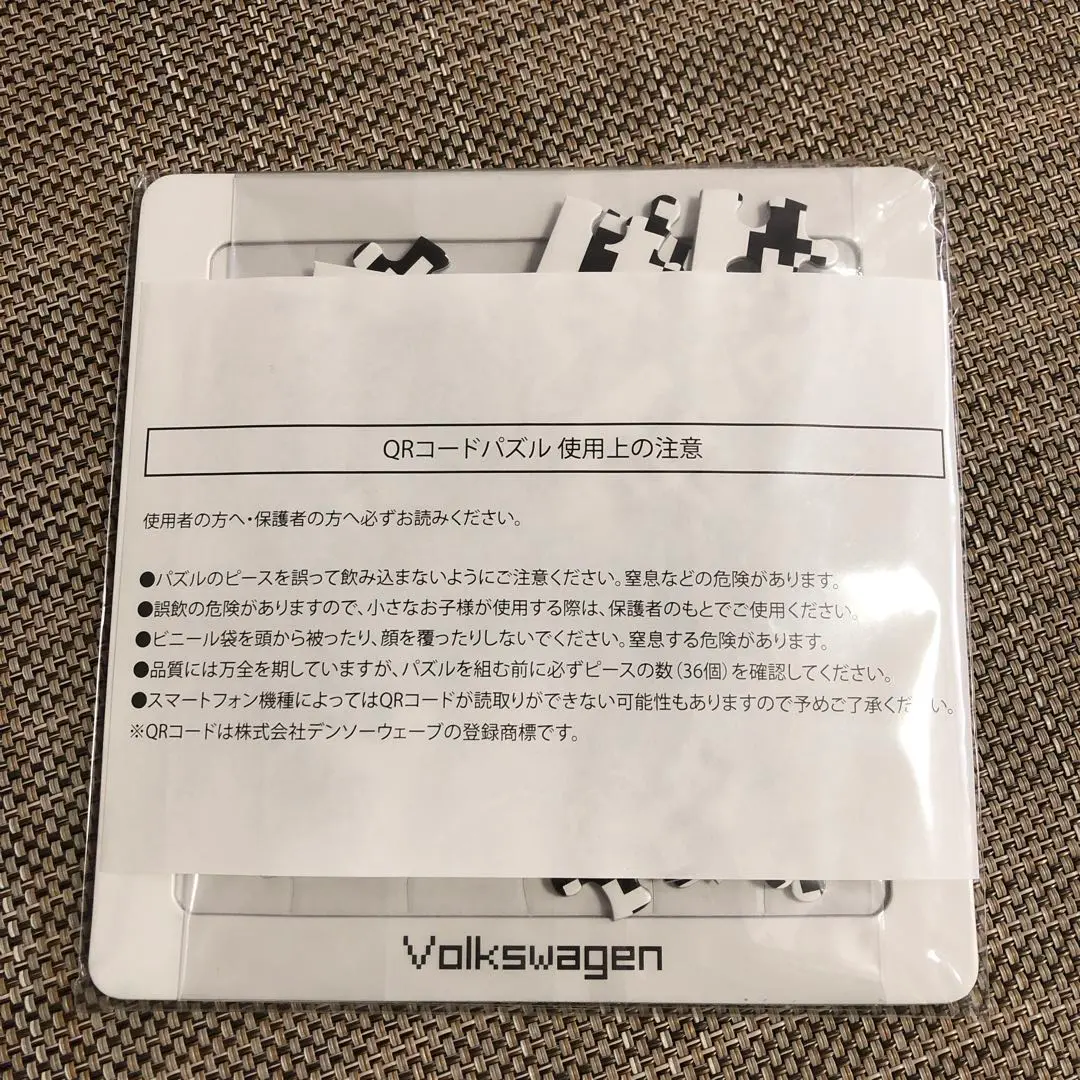 QRコードパズル 使用上の注意
使用者の方へ・保護者の方へ必ずお読みください。
●パズルのピースを誤って飲み込まないようにご注意ください。窒息などの危険があります。
●誤飲の危険がありますので、小さなお子様が使用する際は、保護者のもとでご使用ください。
●ビニール袋を頭から被ったり、顔を覆ったりしないでください。窒息する危険があります。
●品質には万全を期していますが、パズルを組む前に必ずピースの数（36個）を確認してください。
●スマートフォン機種によってはQRコードが読取りができない可能性もありますので予めご了承ください。
※QRコードは株式会社デンソーウェーブの登録商標です。
Volkswagen